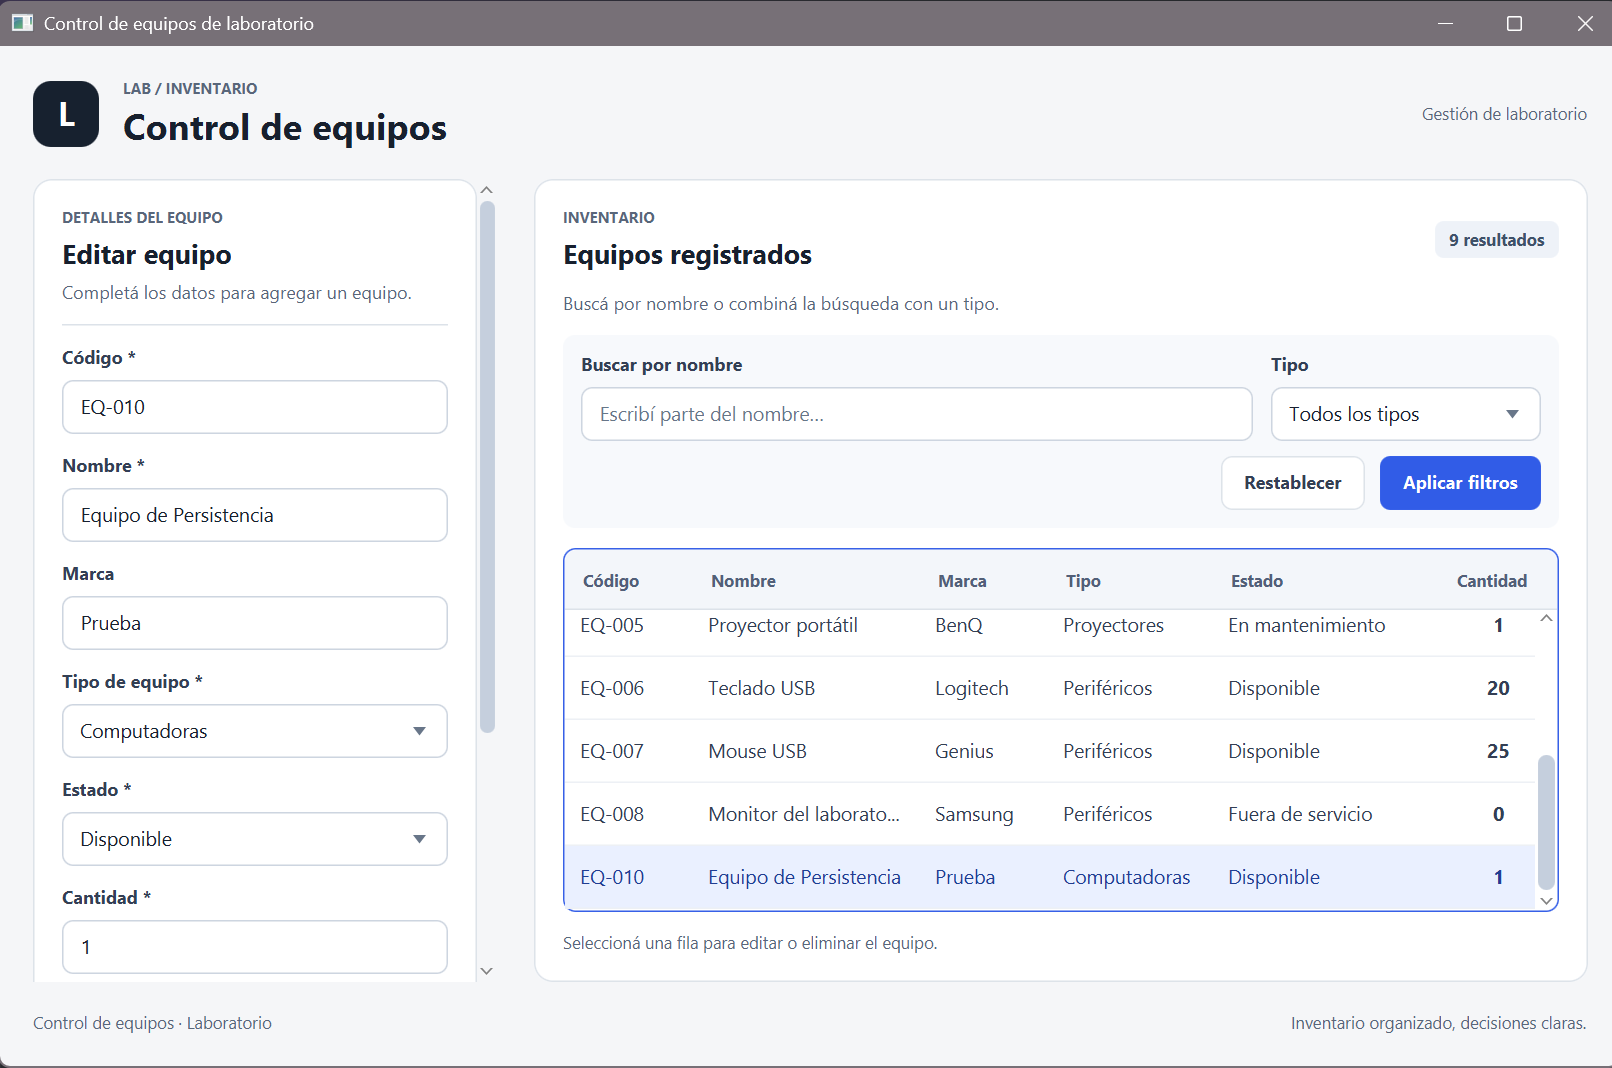 Control de equipos de laboratorio
L
LAB / INVENTARIO
Control de equipos
Gestión de laboratorio
DETALLES DEL EQUIPO
Editar equipo
Completá los datos para agregar un equipo.
Código *
EQ-010
Nombre *
Equipo de Persistencia
Marca
Prueba
Tipo de equipo *
Computadoras
Estado *
Disponible
Cantidad *
1
INVENTARIO
Equipos registrados
9 resultados
Buscá por nombre o combiná la búsqueda con un tipo.
Buscar por nombre
Escribí parte del nombre...
Tipo
Todos los tipos
Restablecer
Aplicar filtros
Código Nombre Marca Tipo Estado Cantidad
EQ-005 Proyector portátil BenQ Proyectores En mantenimiento 1
EQ-006 Teclado USB Logitech Periféricos Disponible 20
EQ-007 Mouse USB Genius Periféricos Disponible 25
EQ-008 Monitor del laborato... Samsung Periféricos Fuera de servicio 0
EQ-010 Equipo de Persistencia Prueba Computadoras Disponible 1
Seleccioná una fila para editar o eliminar el equipo.
Control de equipos · Laboratorio
Inventario organizado, decisiones claras.